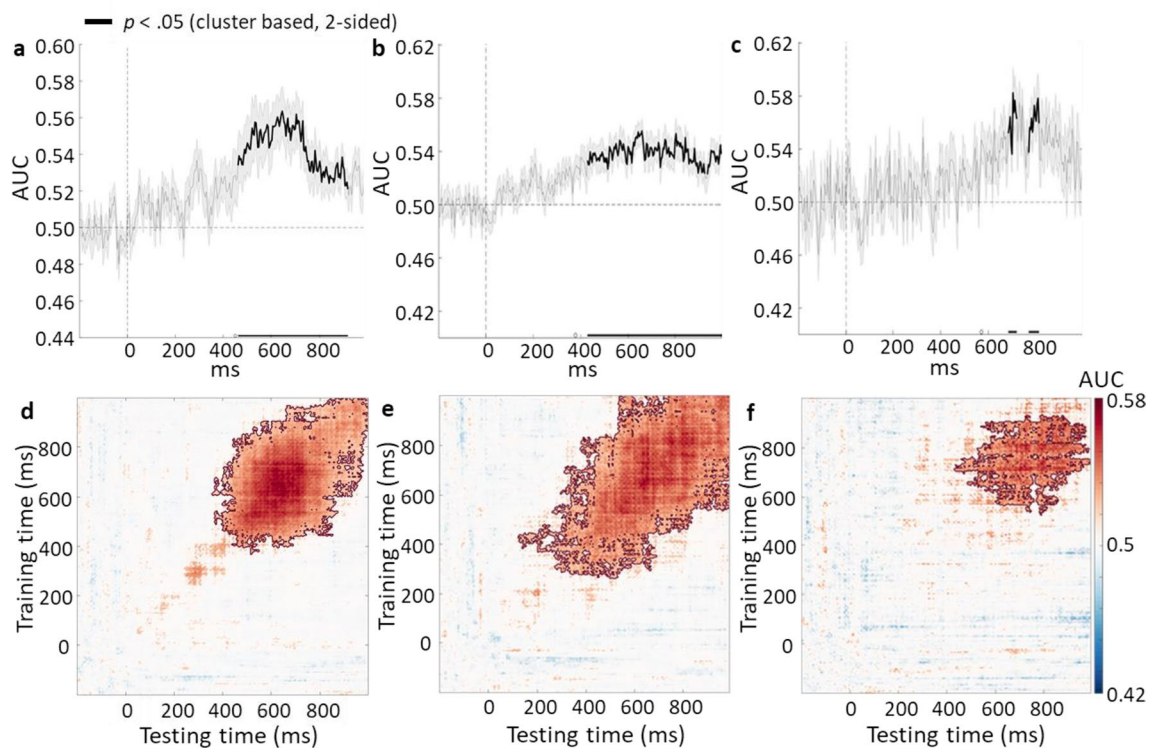 p < .05 (cluster based, 2-sided)
a
0.60
0.58
0.56
0.54
0.52
0.50
0.48
0.46
0.44
AUC
0 200 400 600 800
ms
b
0.62
0.58
0.54
0.50
0.46
0.42
AUC
0 200 400 600 800
ms
c
0.62
0.58
0.54
0.50
0.46
0.42
AUC
0 200 400 600 800
ms
d
Training time (ms)
800
600
400
200
0
0 200 400 600 800
Testing time (ms)
e
Training time (ms)
800
600
400
200
0
0 200 400 600 800
Testing time (ms)
f
Training time (ms)
800
600
400
200
0
0 200 400 600 800
Testing time (ms)
AUC
0.58
0.5
0.42